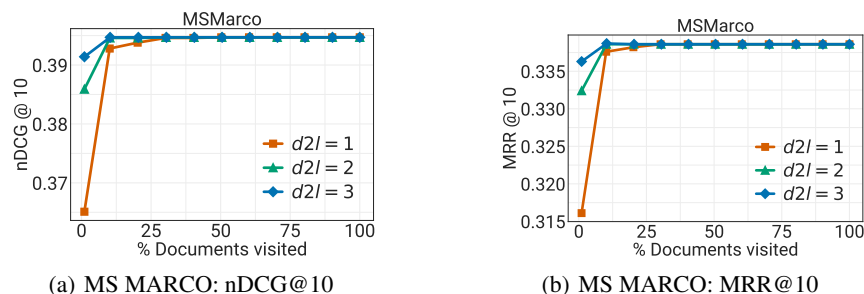 MSMarco
nDCG @ 10
0.39
0.38
0.37
d2l = 1
d2l = 2
d2l = 3
0 25 50 75 100
% Documents visited
(a) MS MARCO: nDCG@10
MSMarco
MRR @ 10
0.335
0.330
0.325
0.320
0.315
d2l = 1
d2l = 2
d2l = 3
0 25 50 75 100
% Documents visited
(b) MS MARCO: MRR@10